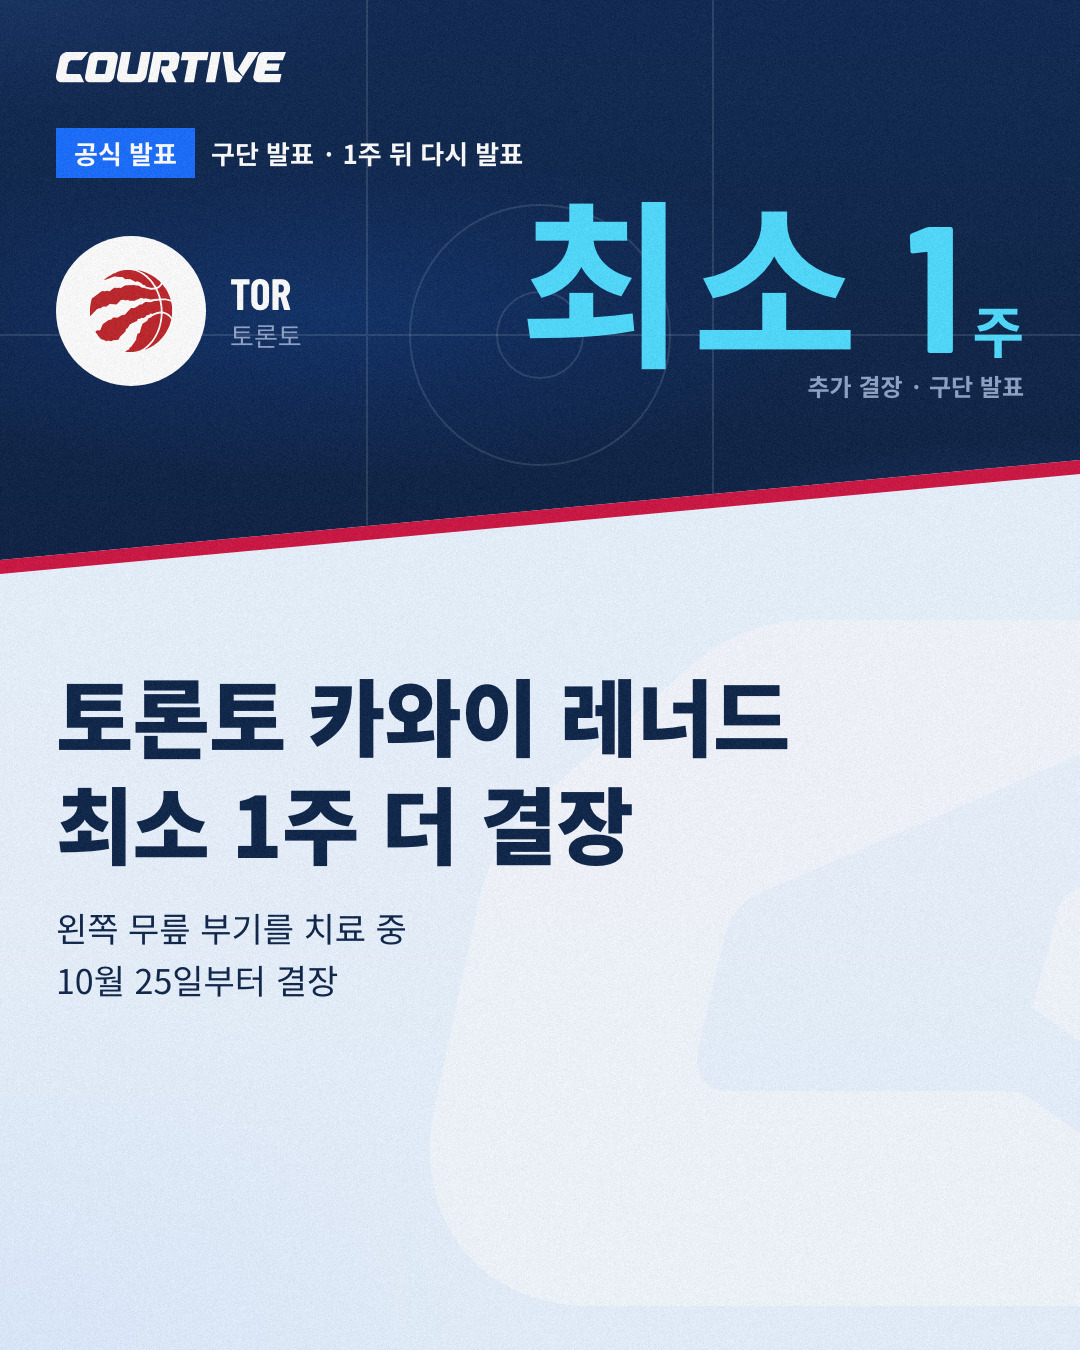 COURTIVE
공식 발표 구단 발표 · 1주 뒤 다시 발표
TOR
토론토
최소 1주
추가 결장 · 구단 발표
토론토 카와이 레너드
최소 1주 더 결장
왼쪽 무릎 부기를 치료 중
10월 25일부터 결장